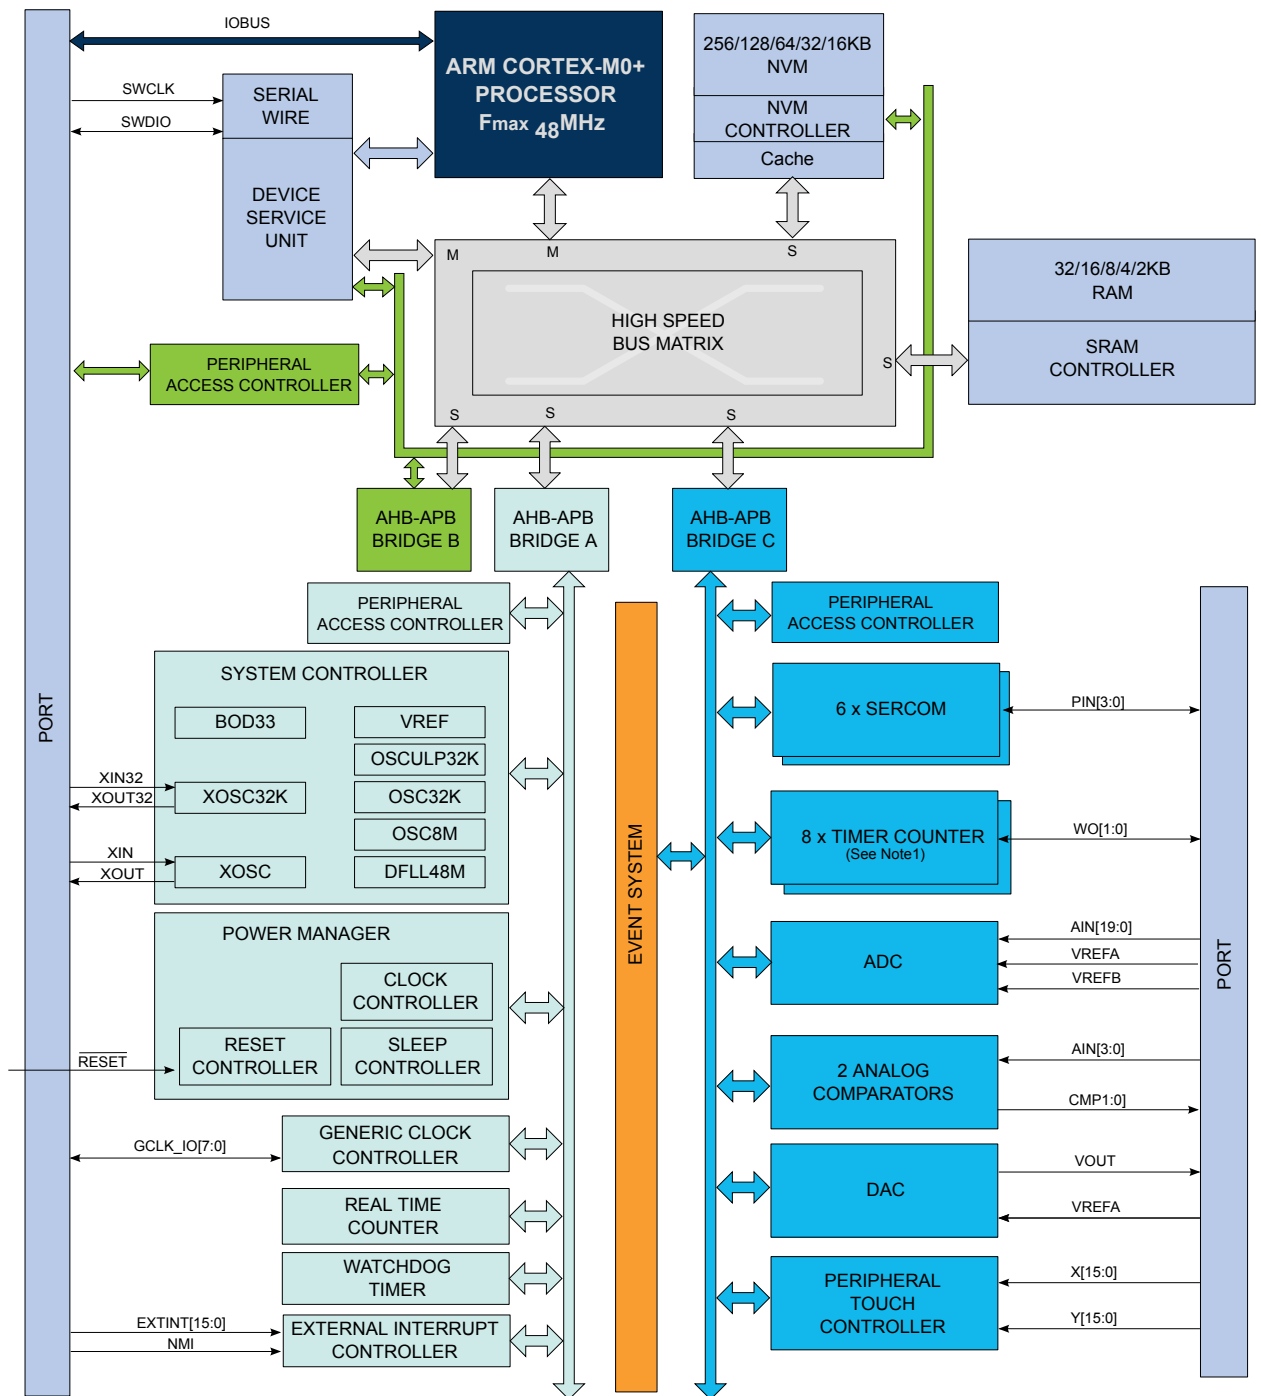 IOBUS
ARM CORTEX-M0+
PROCESSOR
Fmax 48MHz
256/128/64/32/16KB
NVM
NVM
CONTROLLER
Cache
SWCLK
SWDIO
SERIAL
WIRE
DEVICE
SERVICE
UNIT
M
M
S
HIGH SPEED
BUS MATRIX
S
32/16/8/4/2KB
RAM
SRAM
CONTROLLER
PERIPHERAL
ACCESS CONTROLLER
S
S
S
AHB-APB
BRIDGE B
AHB-APB
BRIDGE A
AHB-APB
BRIDGE C
PORT
PERIPHERAL
ACCESS CONTROLLER
SYSTEM CONTROLLER
BOD33
VREF
OSCULP32K
XIN32
XOUT32
XOSC32K
OSC32K
OSC8M
XIN
XOUT
XOSC
DFLL48M
POWER MANAGER
CLOCK
CONTROLLER
RESET
RESET
CONTROLLER
SLEEP
CONTROLLER
GCLK_IO[7:0]
GENERIC CLOCK
CONTROLLER
REAL TIME
COUNTER
WATCHDOG
TIMER
EXTINT[15:0]
NMI
EXTERNAL INTERRUPT
CONTROLLER
EVENT SYSTEM
PERIPHERAL
ACCESS CONTROLLER
6 x SERCOM
PIN[3:0]
8 x TIMER COUNTER
(See Note1)
WO[1:0]
ADC
AIN[19:0]
VREFA
VREFB
2 ANALOG
COMPARATORS
AIN[3:0]
CMP1:0]
DAC
VOUT
VREFA
PERIPHERAL
TOUCH
CONTROLLER
X[15:0]
Y[15:0]
PORT